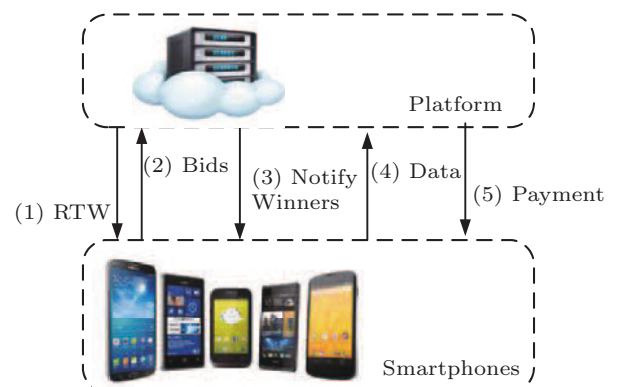 Platform
(1) RTW
(2) Bids
(3) Notify
Winners
(4) Data
(5) Payment
Smartphones